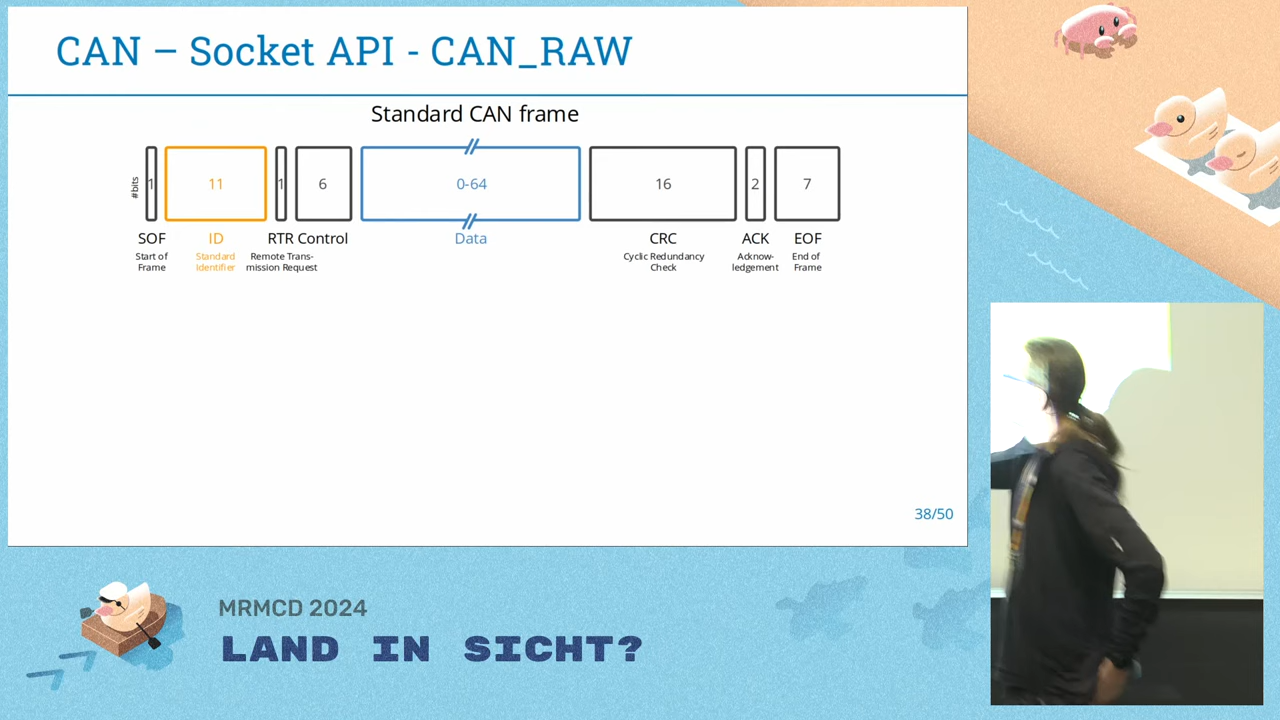 CAN – Socket API - CAN_RAW
Standard CAN frame
#bits
1
11
1
6
0-64
16
2
7
SOF
ID
RTR
Control
Data
CRC
ACK
EOF
Start of
Frame
Standard
Identifier
Remote Trans-
mission Request
Cyclic Redundancy
Check
Acknow-
ledgement
End of
Frame
38/50
MRMCD 2024
LAND IN SICHT?